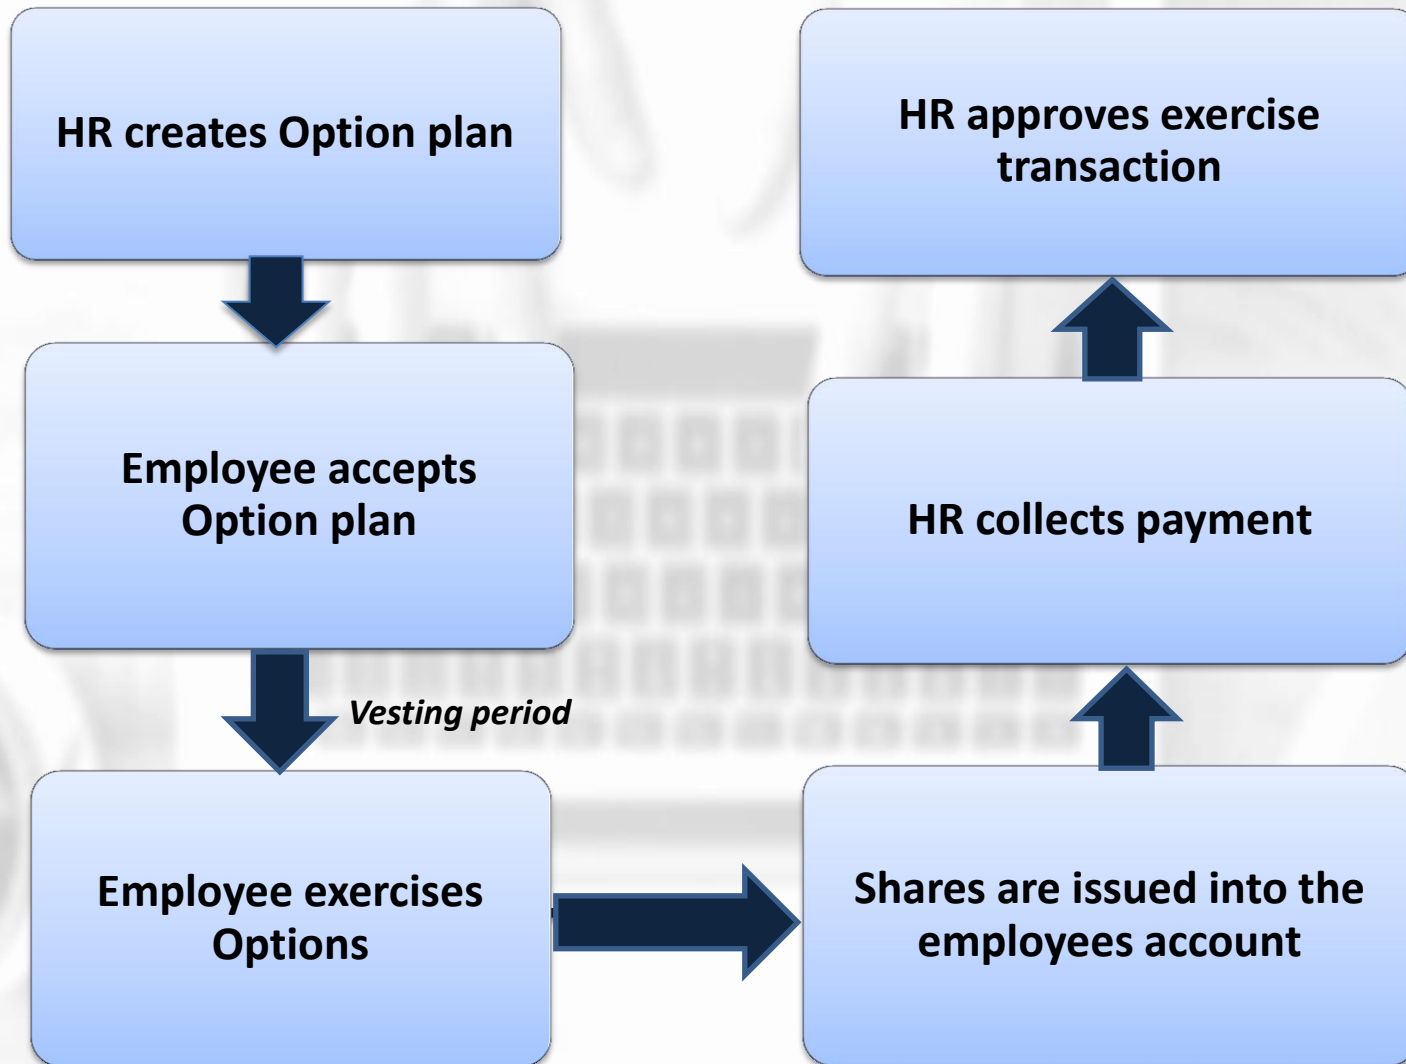 HR creates Option plan
Employee accepts
Option plan
Vesting period
Employee exercises
Options
Shares are issued into the
employees account
HR collects payment
HR approves exercise
transaction